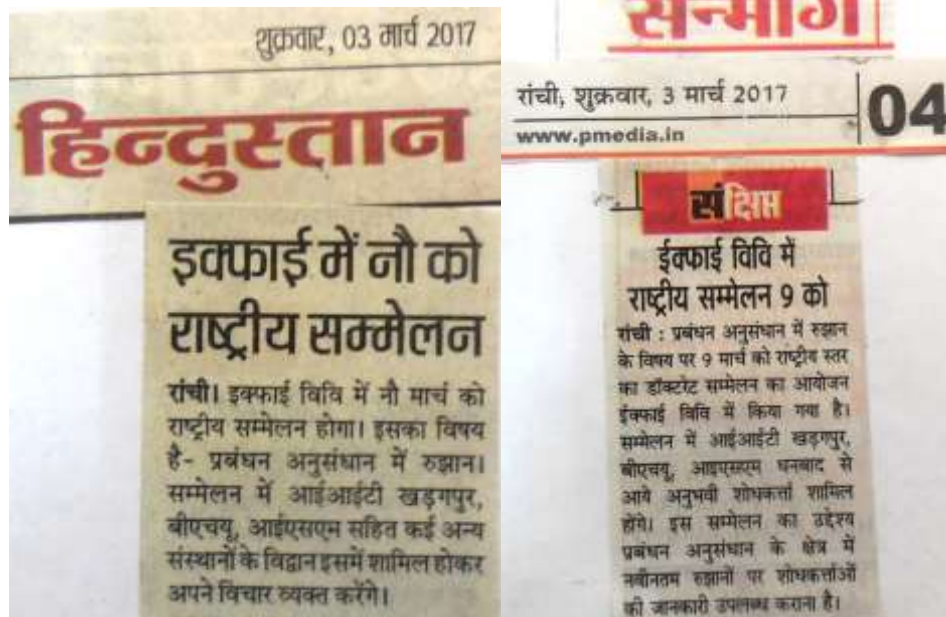 शुक्रवार, 03 मार्च 2017
हिन्दुस्तान
इक्फाई में नौ को
राष्ट्रीय सम्मेलन
रांची। इक्फाई विवि में नौ मार्च को
राष्ट्रीय सम्मेलन होगा। इसका विषय
है- प्रबंधन अनुसंधान में रुझान।
सम्मेलन में आईआईटी खड़गपुर,
बीएचयू, आईएसएम सहित कई अन्य
संस्थानों के विद्वान इसमें शामिल होकर
अपने विचार व्यक्त करेंगे।
सन्मार्ग
रांची, शुक्रवार, 3 मार्च 2017
04
www.pmedia.in
संक्षिप्त
ईक्फाई विवि में
राष्ट्रीय सम्मेलन 9 को
रांची : प्रबंधन अनुसंधान में रुझान
के विषय पर 9 मार्च को राष्ट्रीय स्तर
का डॉक्टरेट सम्मेलन का आयोजन
ईक्फाई विवि में किया गया है।
सम्मेलन में आईआईटी खड़गपुर,
बीएचयू, आइएसएम धनबाद से
आये अनुभवी शोधकर्ता शामिल
होंगे। इस सम्मेलन का उद्देश्य
प्रबंधन अनुसंधान के क्षेत्र में
नवीनतम रुझानों पर शोधकर्त्ताओं
की जानकारी उपलब्ध कराना है।